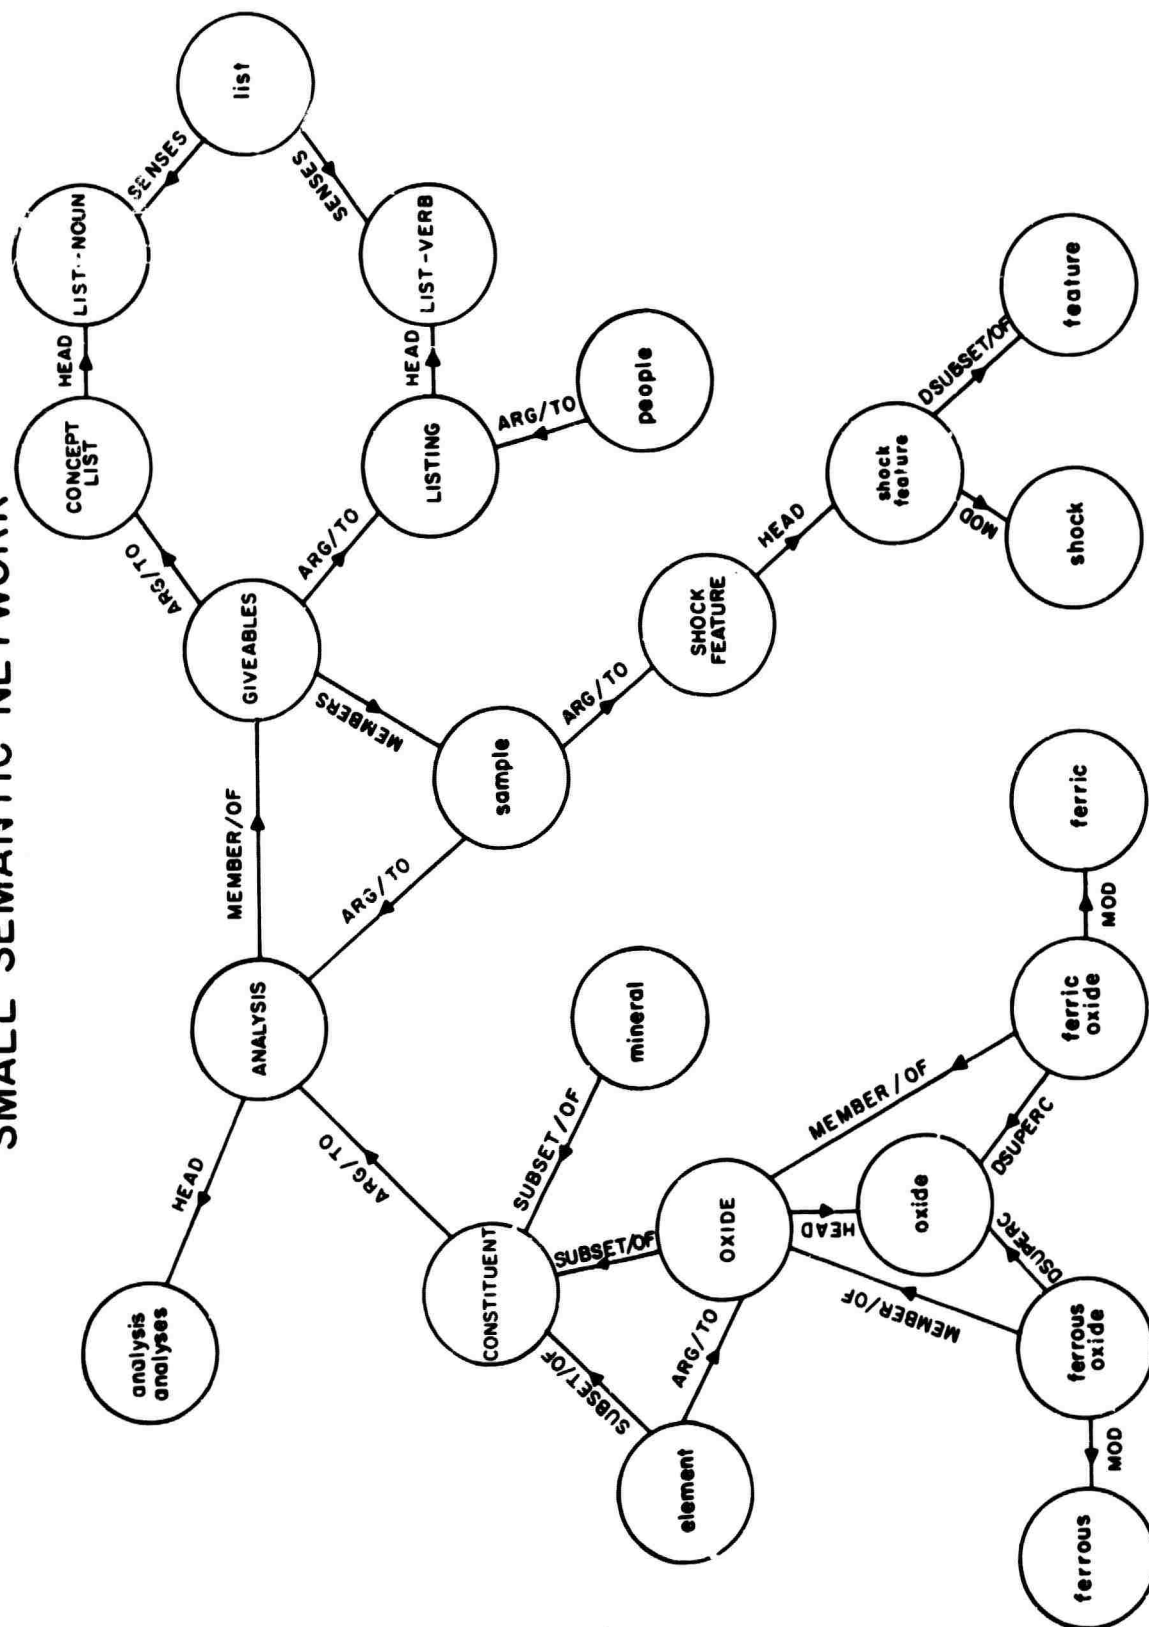 SMALL SEMANTIC NETWORK
analysis
analyses
HEAD
ANALYSIS
MEMBER/OF
GIVEABLES
ARG/TO
CONCEPT
LIST
HEAD
LIST--NOUN
SENSES
list
SENSES
LIST-VERB
HEAD
LISTING
ARG/TO
ARG/TO
people
MEMBERS
sample
ARG/TO
ARG/TO
SHOCK
FEATURE
HEAD
shock
feature
DSUBSET/OF
feature
MOD
shock
ARG/TO
CONSTITUENT
SUBSET/OF
mineral
SUBSET/OF
SUBSET/OF
element
ARG/TO
OXIDE
HEAD
oxide
MEMBER/OF
DSUPERC
ferric
oxide
MOD
ferric
MEMBER/OF
DSUPERC
ferrous
oxide
MOD
ferrous